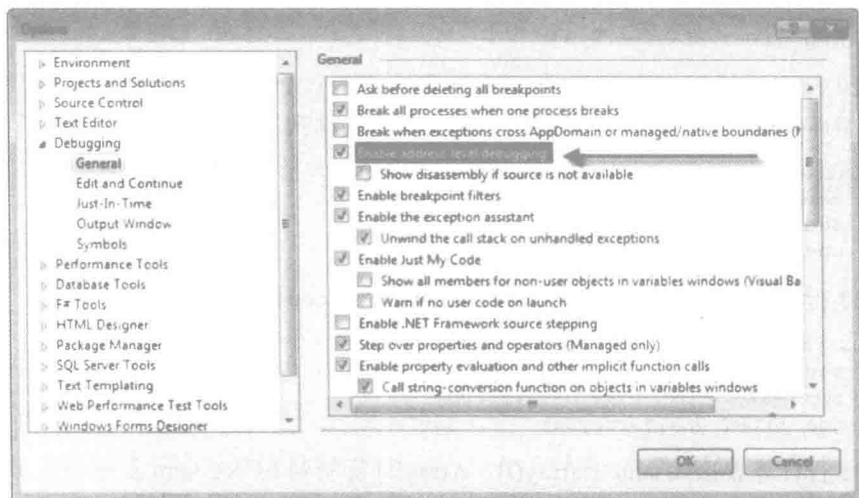 Options
Environment
Projects and Solutions
Source Control
Text Editor
Debugging
General
Edit and Continue
Just-In-Time
Output Window
Symbols
Performance Tools
Database Tools
F# Tools
HTML Designer
Package Manager
SQL Server Tools
Text Templating
Web Performance Test Tools
Windows Forms Designer
General
Ask before deleting all breakpoints
Break all processes when one process breaks
Break when exceptions cross AppDomain or managed/native boundaries (M
Enable address level debugging
Show disassembly if source is not available
Enable breakpoint filters
Enable the exception assistant
Unwind the call stack on unhandled exceptions
Enable Just My Code
Show all members for non-user objects in variables windows (Visual Ba
Warn if no user code on launch
Enable .NET Framework source stepping
Step over properties and operators (Managed only)
Enable property evaluation and other implicit function calls
Call string-conversion function on objects in variables windows
OK
Cancel